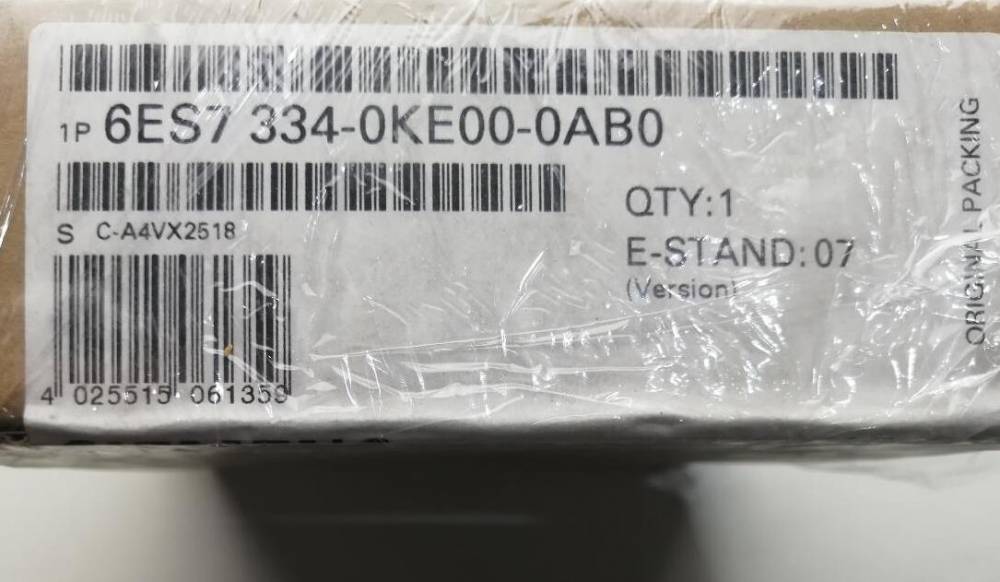 1P 6ES7 334-0KE00-0AB0
S C-A4VX2518
QTY:1
E-STAND:07
(Version)
4 025515 061359
ORIGINAL PACKING